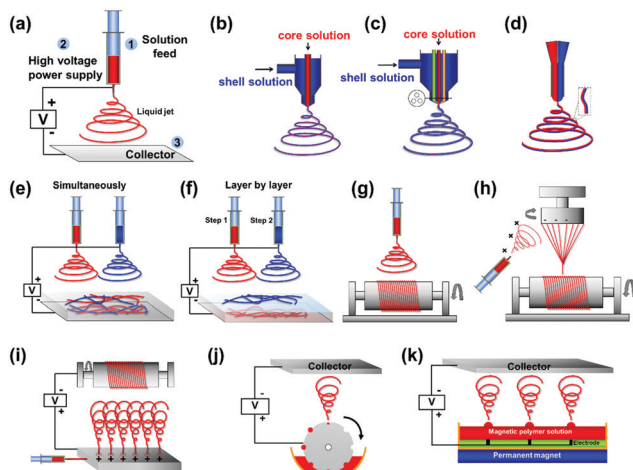 (a)
2
1
Solution
feed
High voltage
power supply
+
V
-
Liquid jet
3
Collector
(b)
core solution
shell solution
(c)
core solution
shell solution
(d)
(e)
Simultaneously
+
V
-
(f)
Layer by layer
Step 1
Step 2
+
V
-
(g)
(h)
(i)
-
V
+
+ + + + + +
(j)
Collector
-
V
+
(k)
Collector
-
V
+
Magnetic polymer solution
Electrode
Permanent magnet